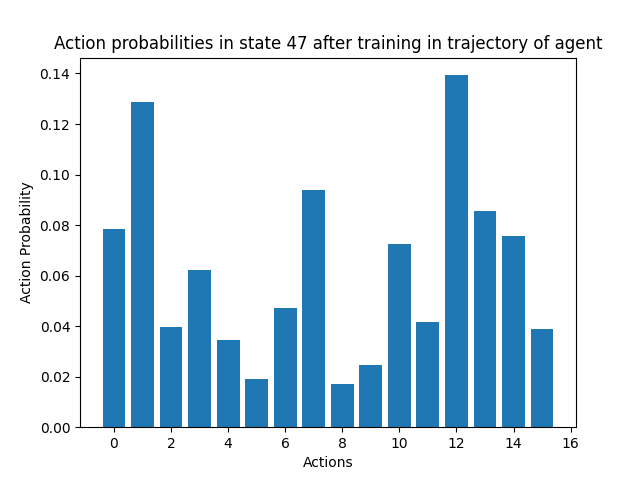 Action probabilities in state 47 after training in trajectory of agent
0.14
0.12
0.10
0.08
0.06
0.04
0.02
0.00
Action Probability
0 2 4 6 8 10 12 14 16
Actions